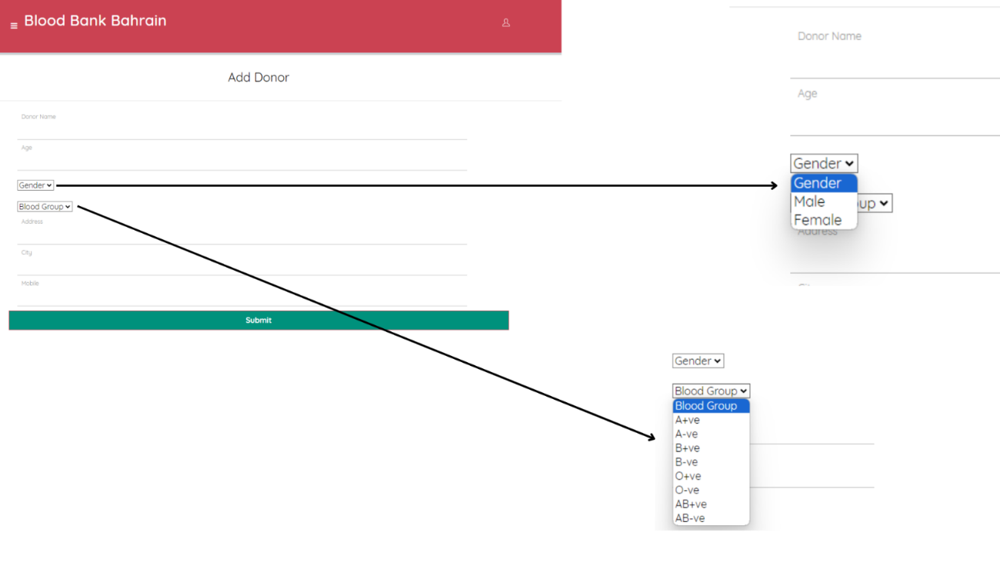 Blood Bank Bahrain
Add Donor
Donor Name
Age
Gender
Blood Group
Address
City
Mobile
Submit
Donor Name
Age
Gender
Gender
Male
Female
up
Address
Gender
Blood Group
Blood Group
A+ve
A-ve
B+ve
B-ve
O+ve
O-ve
AB+ve
AB-ve